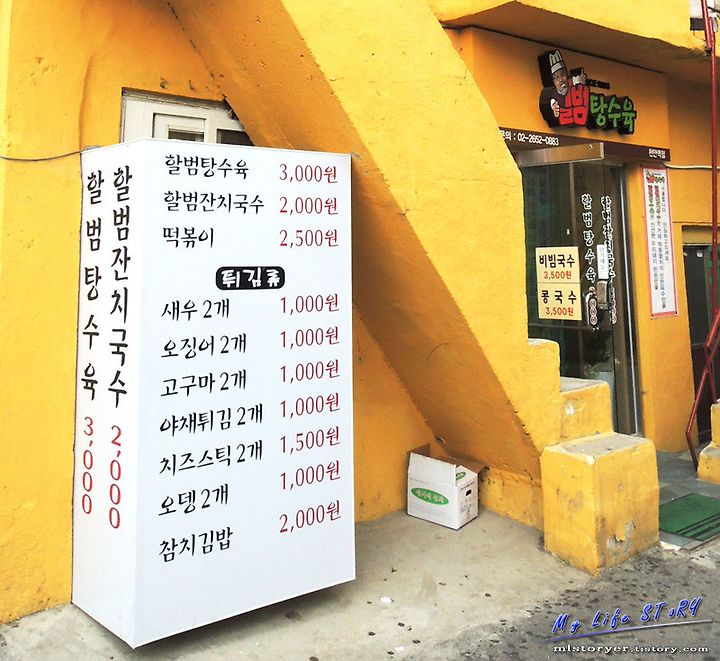 할범잔치국수 2,000
할범탕수육 3,000
할범탕수육 3,000원
할범잔치국수 2,000원
떡볶이 2,500원
튀김류
새우 2개 1,000원
오징어 2개 1,000원
고구마 2개 1,000원
야채튀김 2개 1,000원
치즈스틱 2개 1,500원
오뎅 2개 1,000원
참치김밥 2,000원
할범탕수육
문의 : 02-2652-0883
할범탕수육
비빔국수
2,500원
콩국수
3,500원
My Life SToRY
mlstoryer.tistory.com